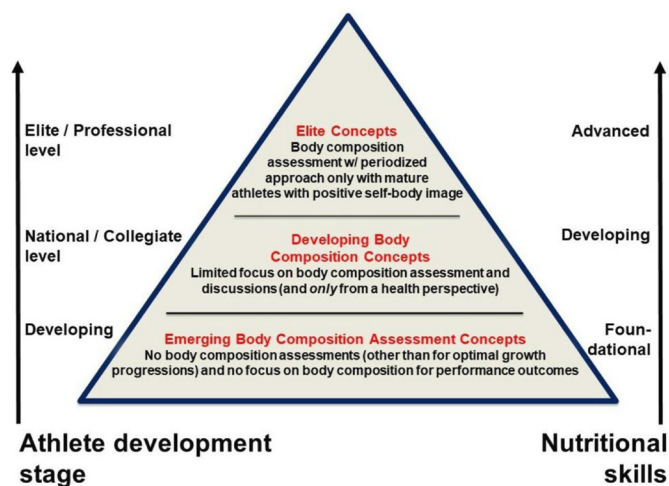 Elite / Professional
level
National / Collegiate
level
Developing
Athlete development
stage
Elite Concepts
Body composition
assessment w/ periodized
approach only with mature
athletes with positive self-body image
Developing Body
Composition Concepts
Limited focus on body composition assessment and
discussions (and only from a health perspective)
Emerging Body Composition Assessment Concepts
No body composition assessments (other than for optimal growth
progressions) and no focus on body composition for performance outcomes
Advanced
Developing
Foun-
dational
Nutritional
skills